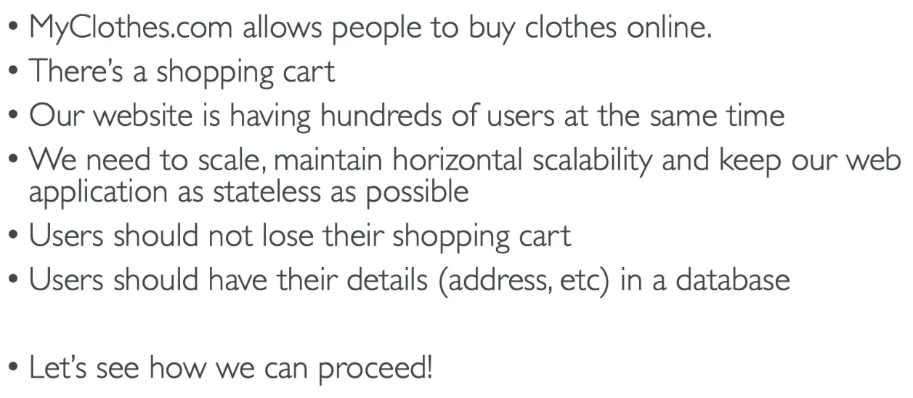 • MyClothes.com allows people to buy clothes online.
• There's a shopping cart
• Our website is having hundreds of users at the same time
• We need to scale, maintain horizontal scalability and keep our web
application as stateless as possible
• Users should not lose their shopping cart
• Users should have their details (address, etc) in a database
• Let's see how we can proceed!